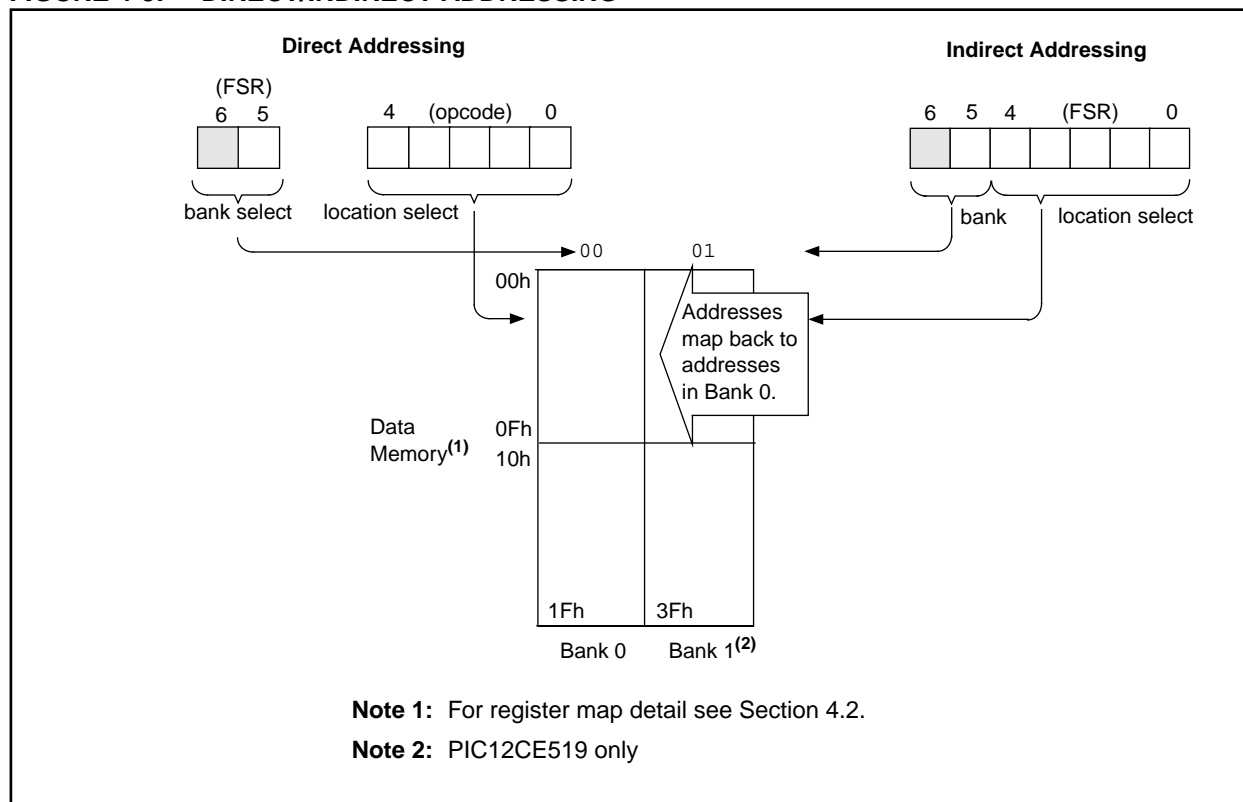 Direct Addressing
Indirect Addressing
(FSR)
6 5
4 (opcode) 0
6 5 4 (FSR) 0
bank select
location select
bank
location select
00
01
00h
Addresses
map back to
addresses
in Bank 0.
Data
Memory(1)
0Fh
10h
1Fh
3Fh
Bank 0
Bank 1(2)
Note 1: For register map detail see Section 4.2.
Note 2: PIC12CE519 only